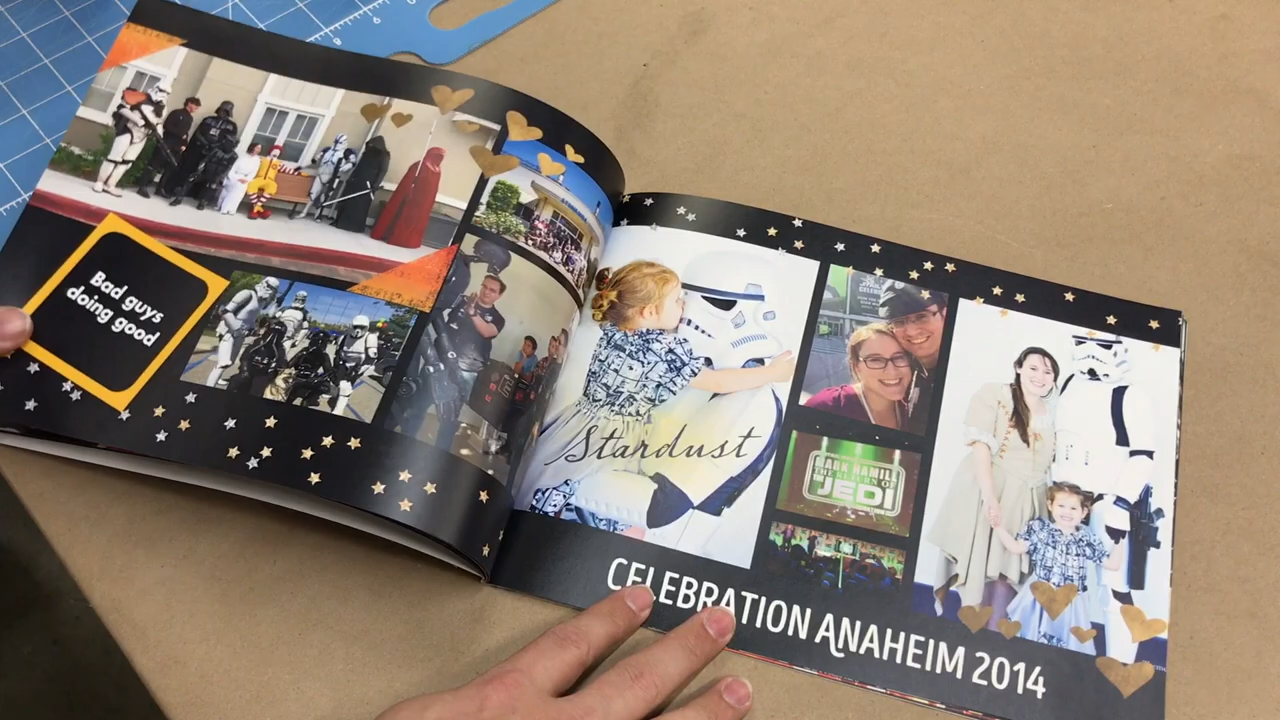 Bad guys
doing good
Stardust
MARK HAMILL
THE RETURN OF
THE JEDI
CELEBRATION ANAHEIM 2014